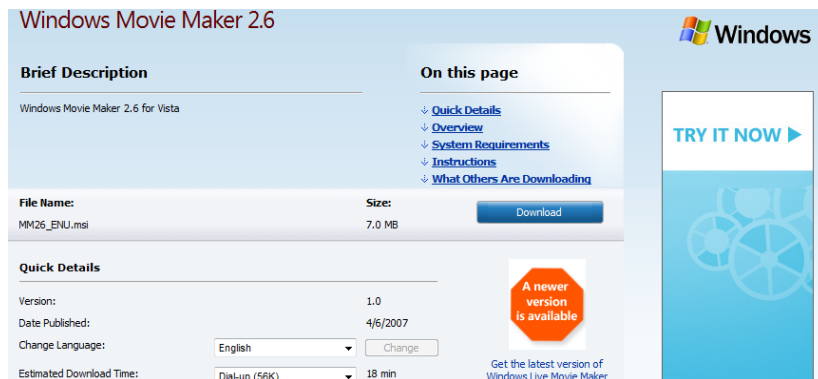 Windows Movie Maker 2.6
Windows
Brief Description
On this page
Windows Movie Maker 2.6 for Vista
Quick Details
Overview
System Requirements
Instructions
What Others Are Downloading
TRY IT NOW
File Name:
Size:
Download
MM26_ENU.msi
7.0 MB
Quick Details
A newer
version
is available
Version:
1.0
Date Published:
4/6/2007
Change Language:
English
Change
Estimated Download Time:
Dial-up (56K)
18 min
Get the latest version of
Windows Live Movie Maker